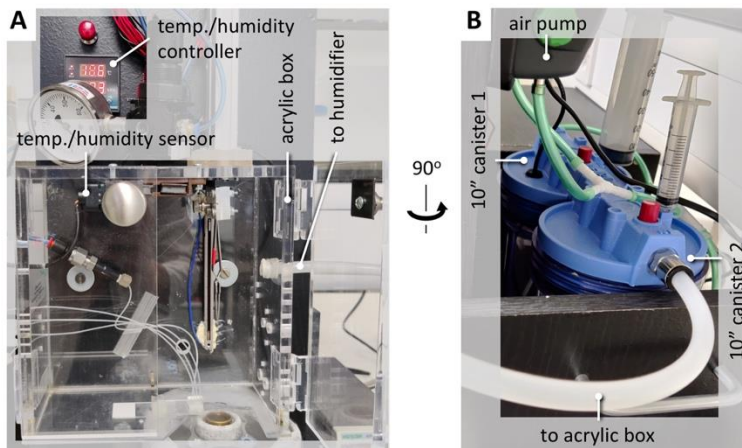 A
temp./humidity
controller
temp./humidity sensor
acrylic box
to humidifier
90º
B
air pump
10” canister 1
10” canister 2
to acrylic box